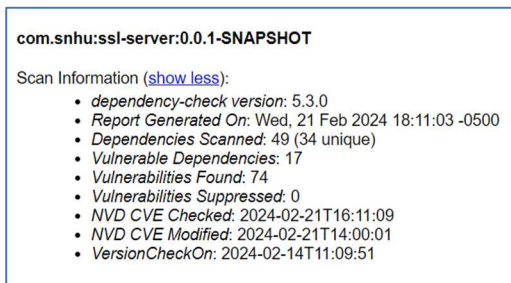 com.snhu:ssl-server:0.0.1-SNAPSHOT
Scan Information (show less):
• dependency-check version: 5.3.0
• Report Generated On: Wed, 21 Feb 2024 18:11:03 -0500
• Dependencies Scanned: 49 (34 unique)
• Vulnerable Dependencies: 17
• Vulnerabilities Found: 74
• Vulnerabilities Suppressed: 0
• NVD CVE Checked: 2024-02-21T16:11:09
• NVD CVE Modified: 2024-02-21T14:00:01
• VersionCheckOn: 2024-02-14T11:09:51